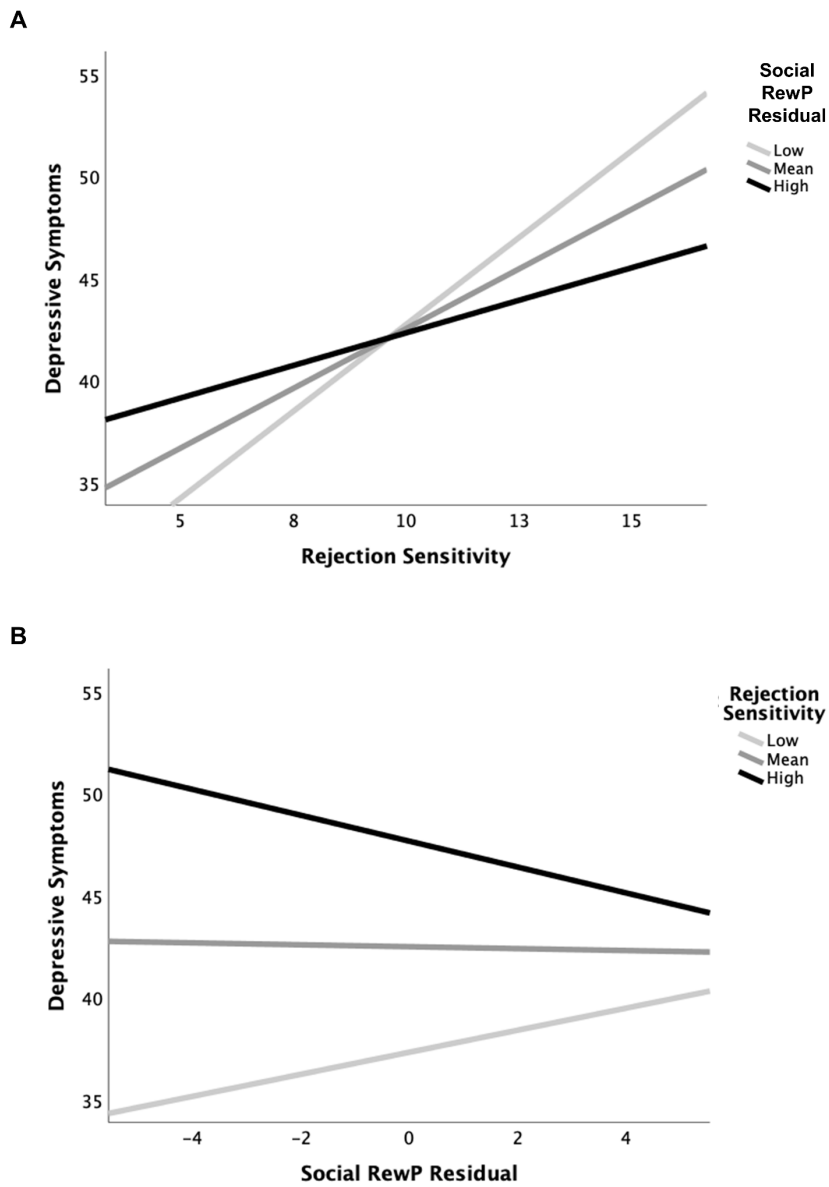 A
Social
RewP
Residual
Low
Mean
High
55
50
45
40
35
Depressive Symptoms
5 8 10 13 15
Rejection Sensitivity
B
Rejection
Sensitivity
Low
Mean
High
55
50
45
40
35
Depressive Symptoms
−4 −2 0 2 4
Social RewP Residual